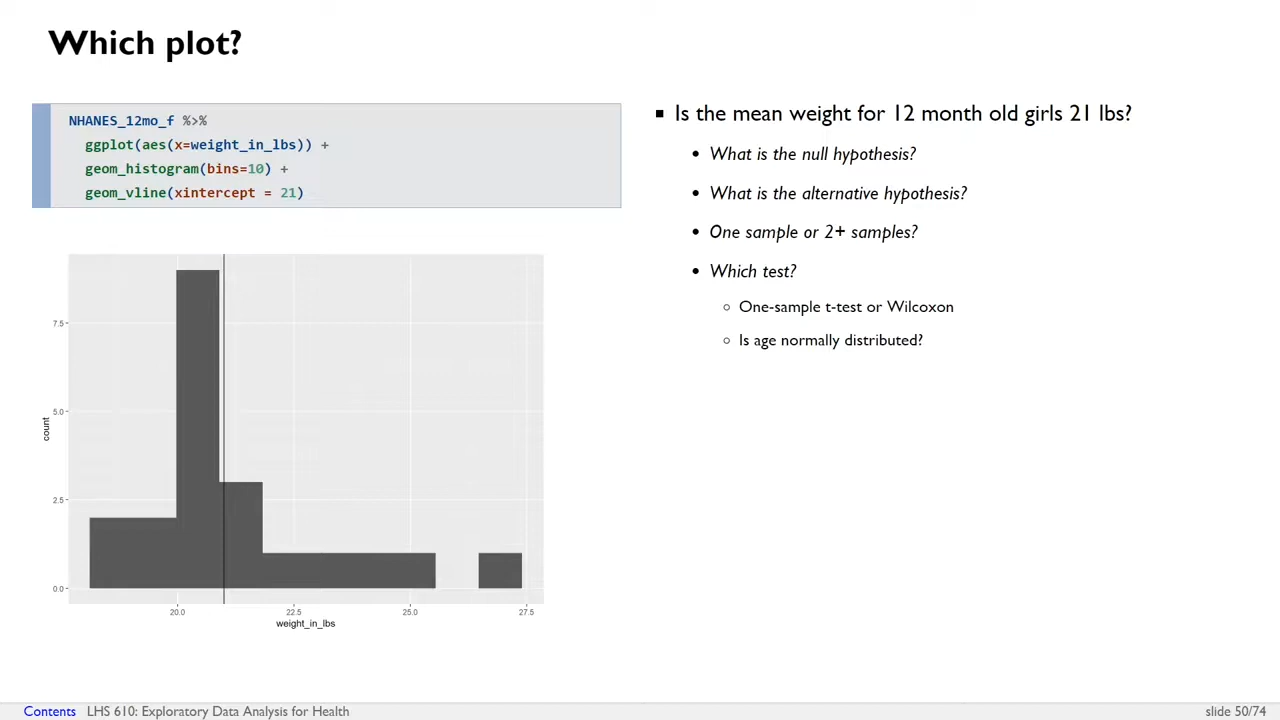 Which plot?
NHANES_12mo_f %>%
ggplot(aes(x=weight_in_lbs)) +
geom_histogram(bins=10) +
geom_vline(xintercept = 21)
7.5
5.0
2.5
0.0
count
20.0 22.5 25.0 27.5
weight_in_lbs
Is the mean weight for 12 month old girls 21 lbs?
What is the null hypothesis?
What is the alternative hypothesis?
One sample or 2+ samples?
Which test?
One-sample t-test or Wilcoxon
Is age normally distributed?
Contents LHS 610: Exploratory Data Analysis for Health slide 50/74